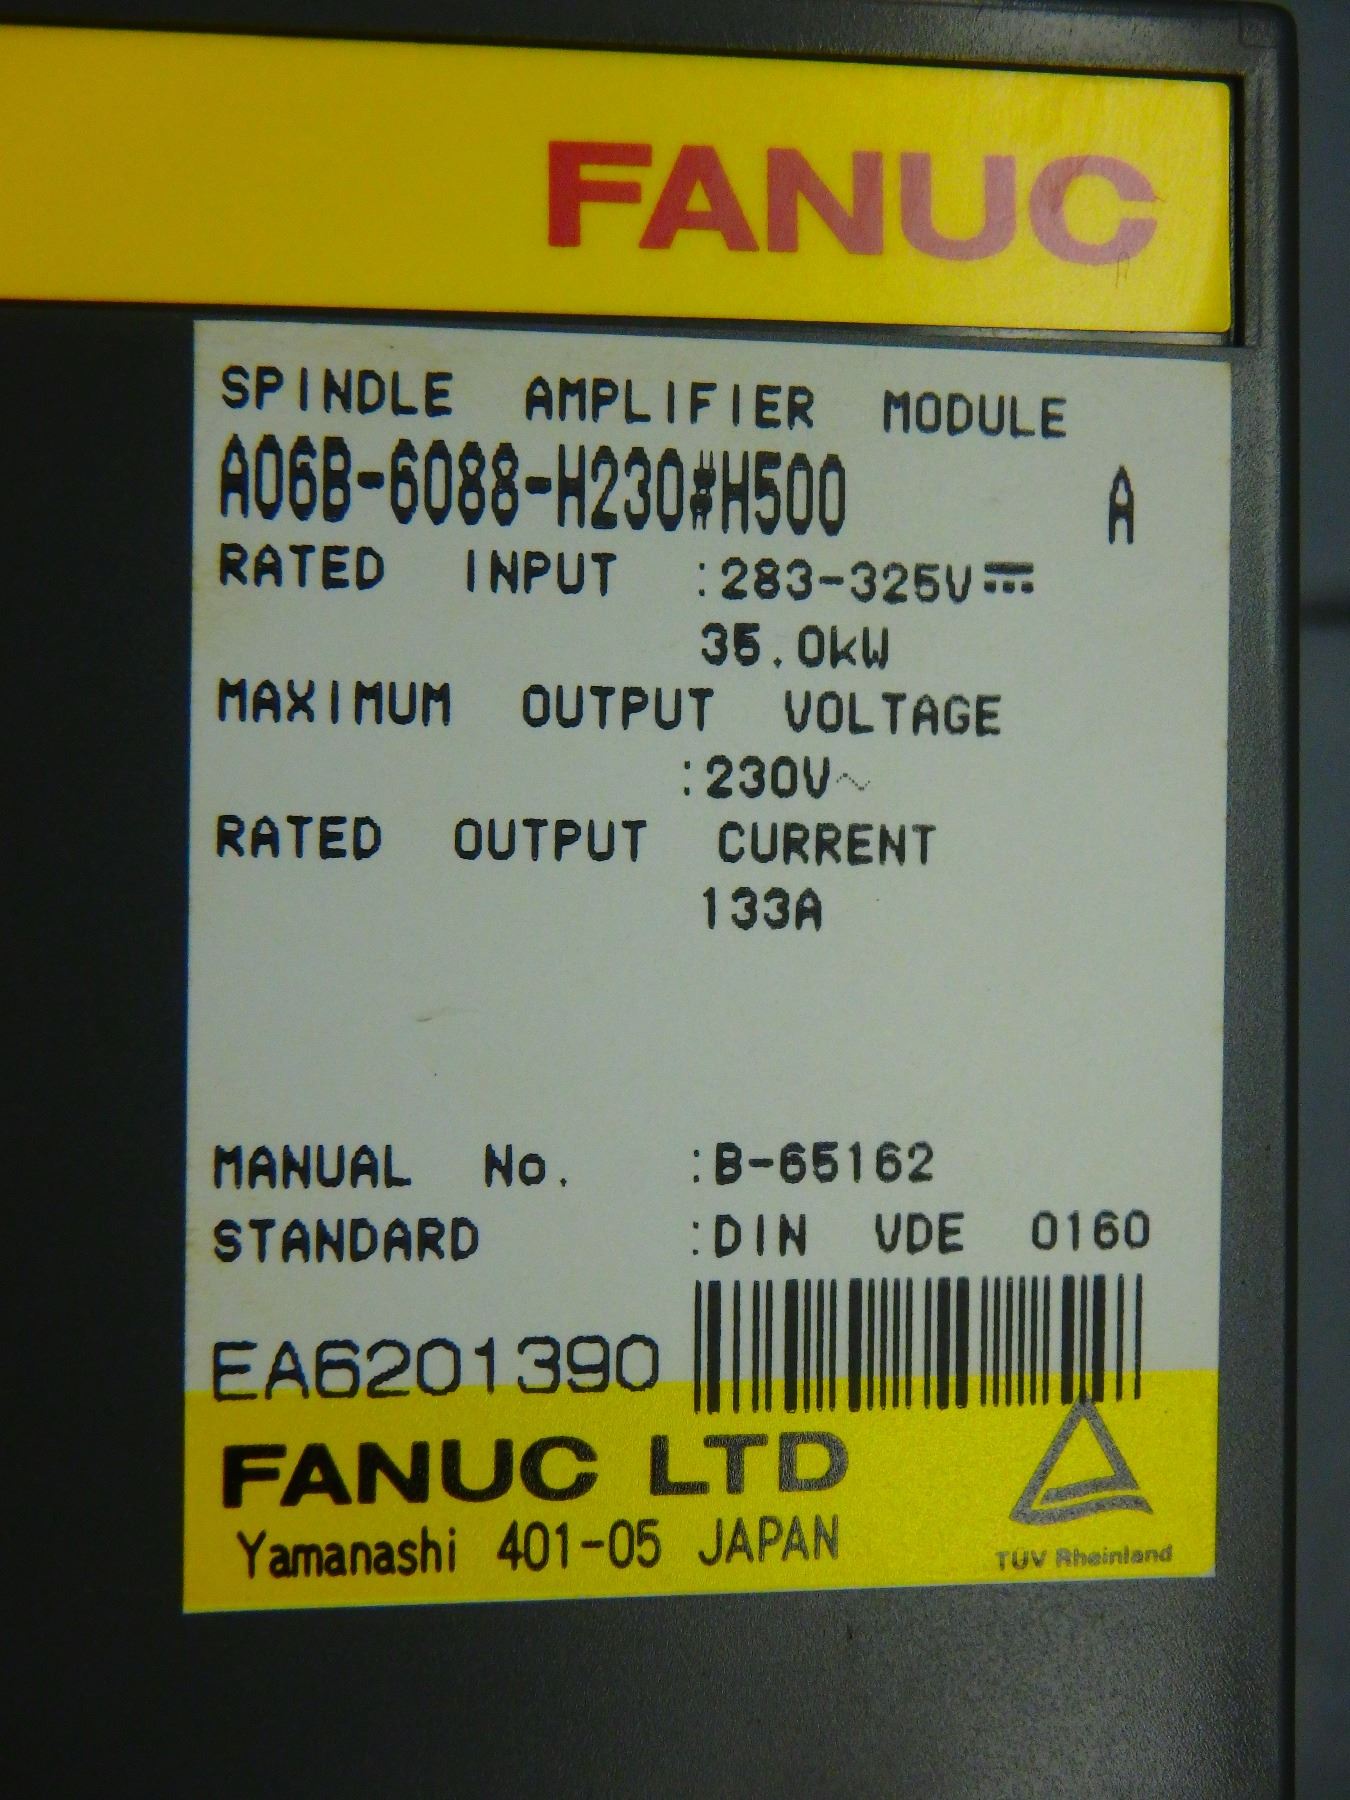 FANUC
SPINDLE AMPLIFIER MODULE
A06B-6088-H230#H500 A
RATED INPUT :283-325V⎓
35.0kW
MAXIMUM OUTPUT VOLTAGE
:230V~
RATED OUTPUT CURRENT
133A
MANUAL No. :B-65162
STANDARD :DIN VDE 0160
EA6201390
FANUC LTD
Yamanashi 401-05 JAPAN
TÜV Rheinland